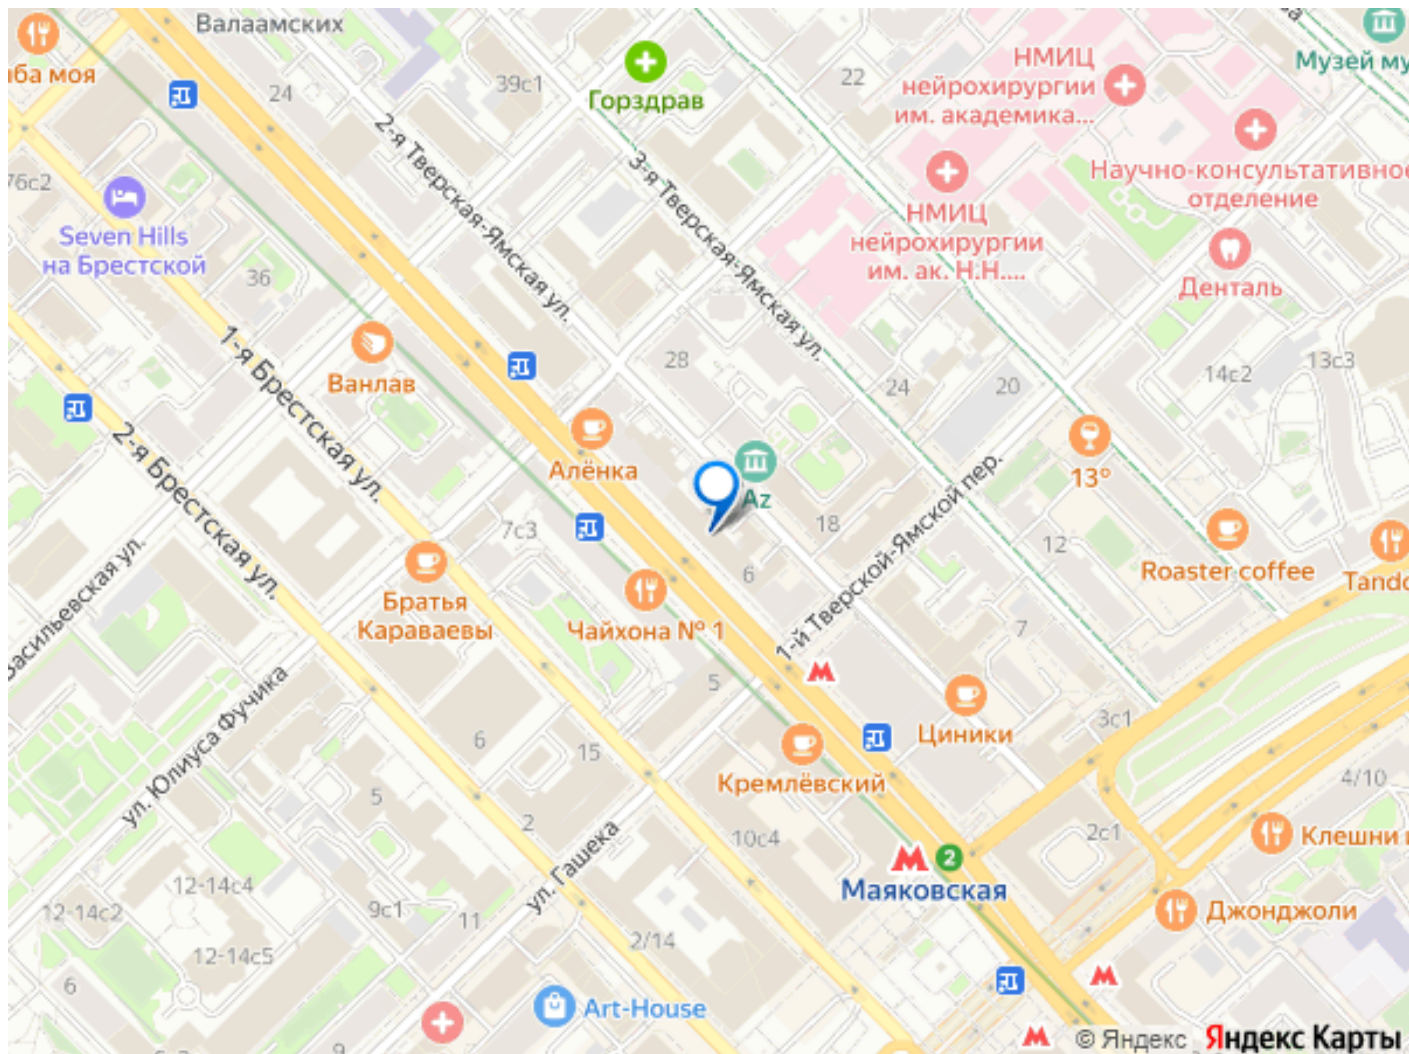 Валаамских
аба моя
24
39с1
Горздрав
22
НМИЦ
нейрохирургии
им. академика...
Музей му
Научно-консультативное
отделение
76с2
2-я Тверская-Ямская ул.
3-я Тверская-Ямская ул.
НМИЦ
нейрохирургии
им. ак. Н.Н....
Seven Hills
на Брестской
36
Денталь
1-я Брестская ул.
Ванлав
28
24
20
14с2
13с3
2-я Брестская ул.
Алёнка
Az
13°
7с3
18
12
1-й Тверской-Ямской пер.
Roaster coffee
Tando
6
Братья
Караваевы
Чайхона № 1
7
Васильевская ул.
5
ул. Юлиуса Фучика
6
15
Кремлёвский
Циники
3с1
4/10
5
2
10с4
2с1
Клешни
ул. Гашека
2
Маяковская
12-14с4
12-14с2
9с1
11
Джонджоли
2/14
12-14с5
6
Art-House
9
© Яндекс Яндекс Карты